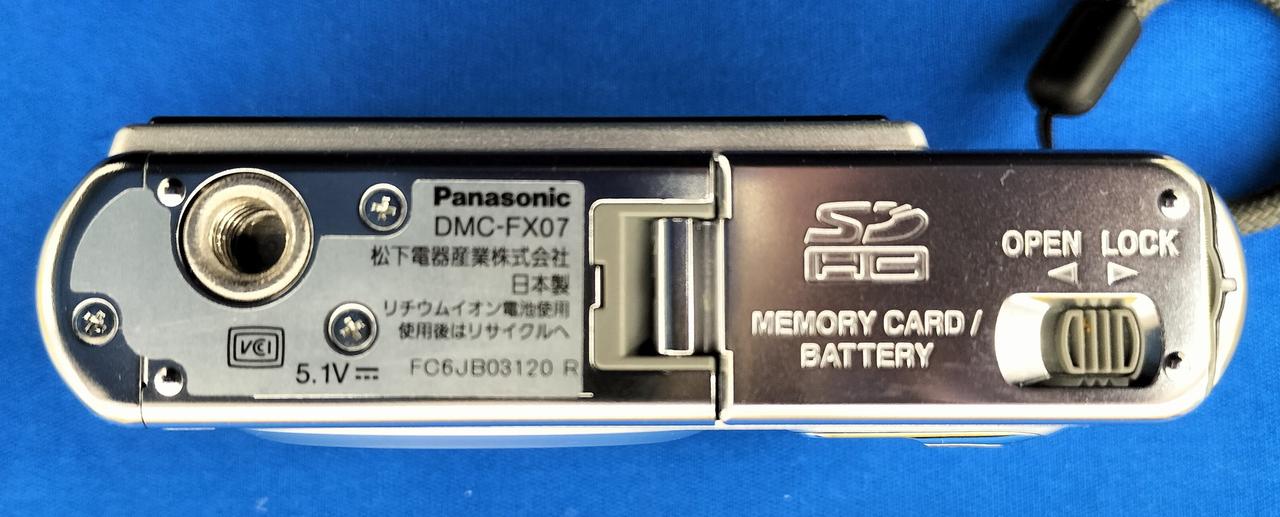 Panasonic
DMC-FX07
松下電器産業株式会社
日本製
リチウムイオン電池使用
使用後はリサイクルへ
VCCI
5.1V⎓
FC6JB03120 R
SD
HC
MEMORY CARD /
BATTERY
OPEN LOCK